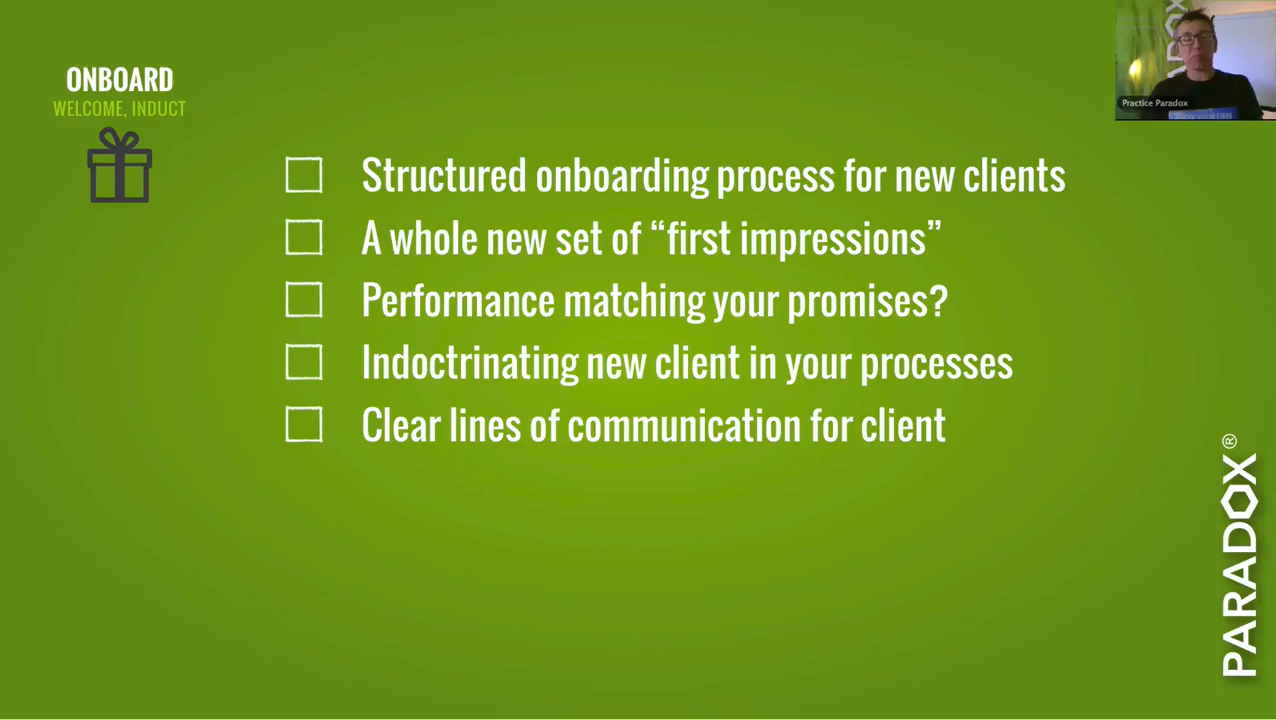 ONBOARD
WELCOME, INDUCT
Structured onboarding process for new clients
A whole new set of “first impressions”
Performance matching your promises?
Indoctrinating new client in your processes
Clear lines of communication for client
Practice Paradox
PARADOX®